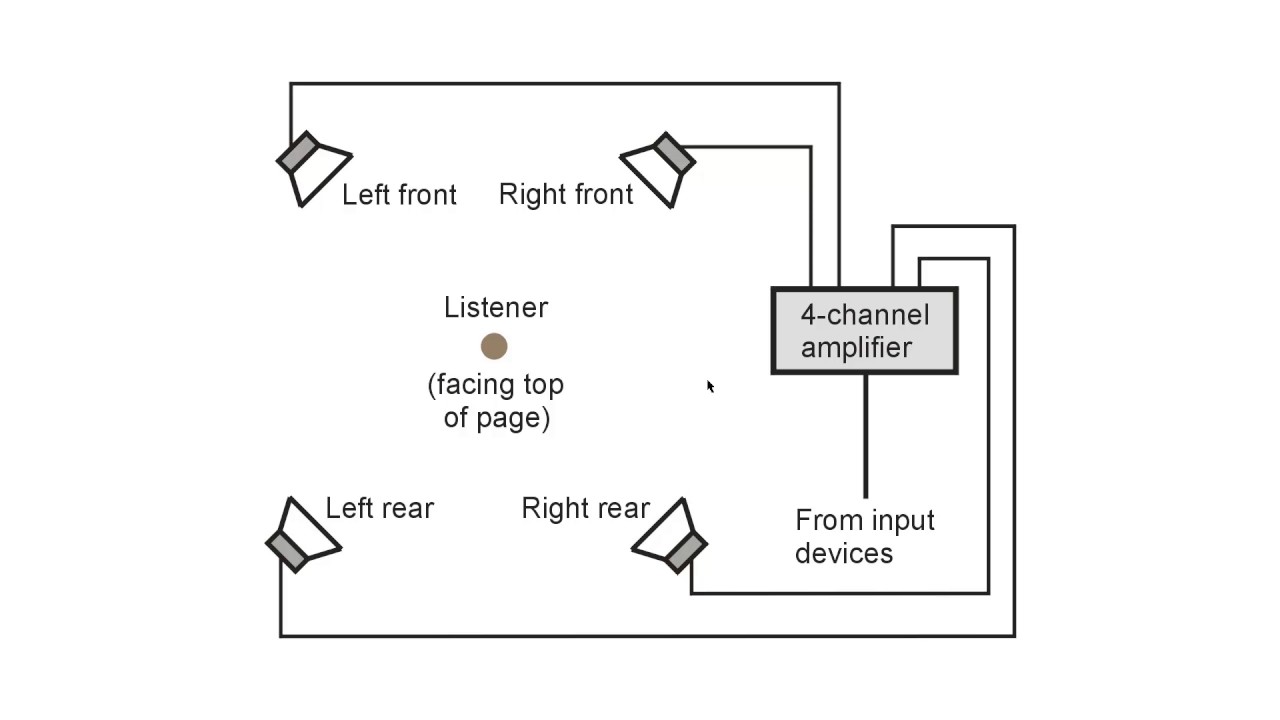 Left front
Right front
Listener
(facing top
of page)
4-channel
amplifier
Left rear
Right rear
From input
devices